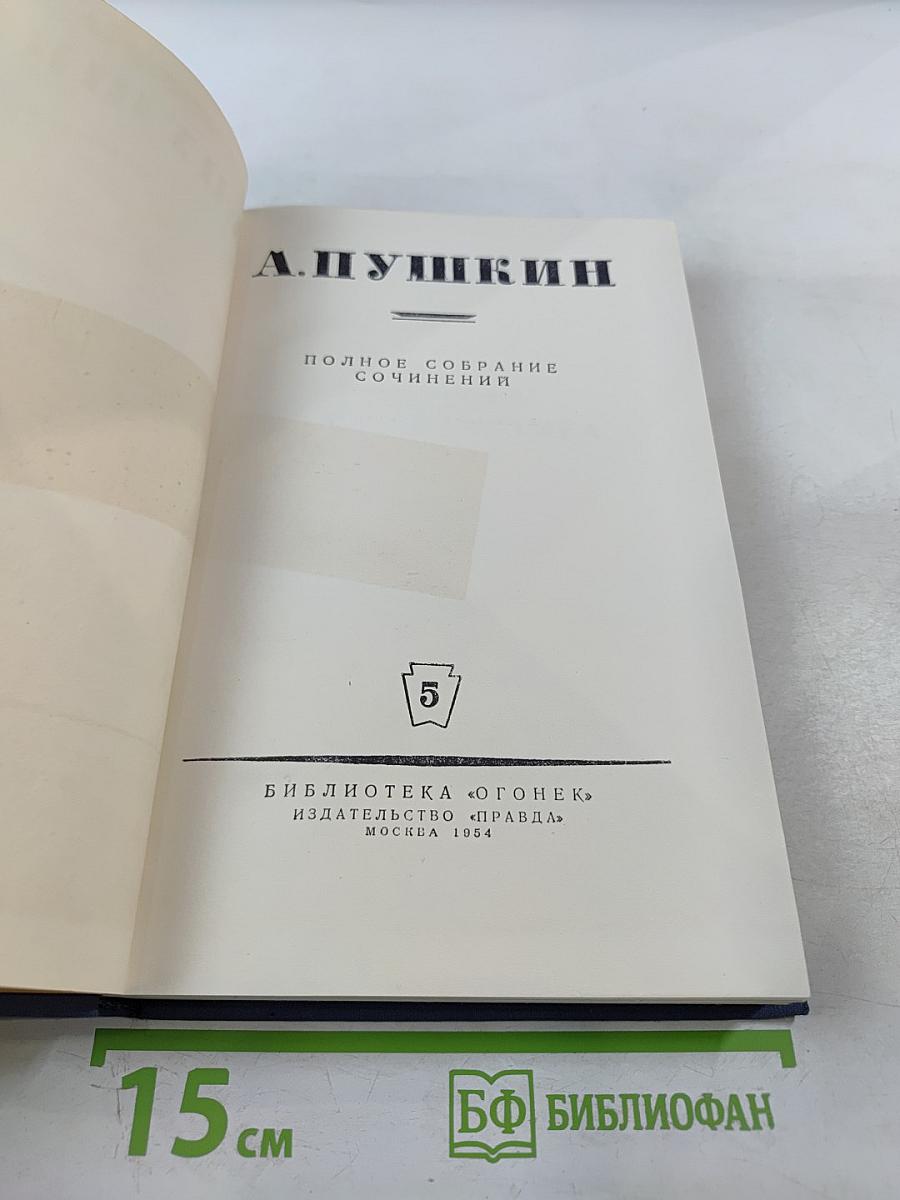 А. ПУШКИН
ПОЛНОЕ СОБРАНИЕ
СОЧИНЕНИЙ
5
БИБЛИОТЕКА «ОГОНЕК»
ИЗДАТЕЛЬСТВО «ПРАВДА»
МОСКВА 1954
15 см
БФ БИБЛИОФАН